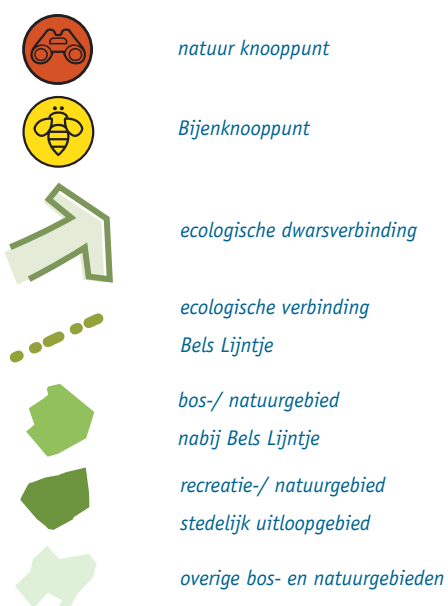 natuur knooppunt
Bijenknooppunt
ecologische dwarsverbinding
ecologische verbinding
Bels Lijntje
bos-/ natuurgebied
nabij Bels Lijntje
recreatie-/ natuurgebied
stedelijk uitloopgebied
overige bos- en natuurgebieden